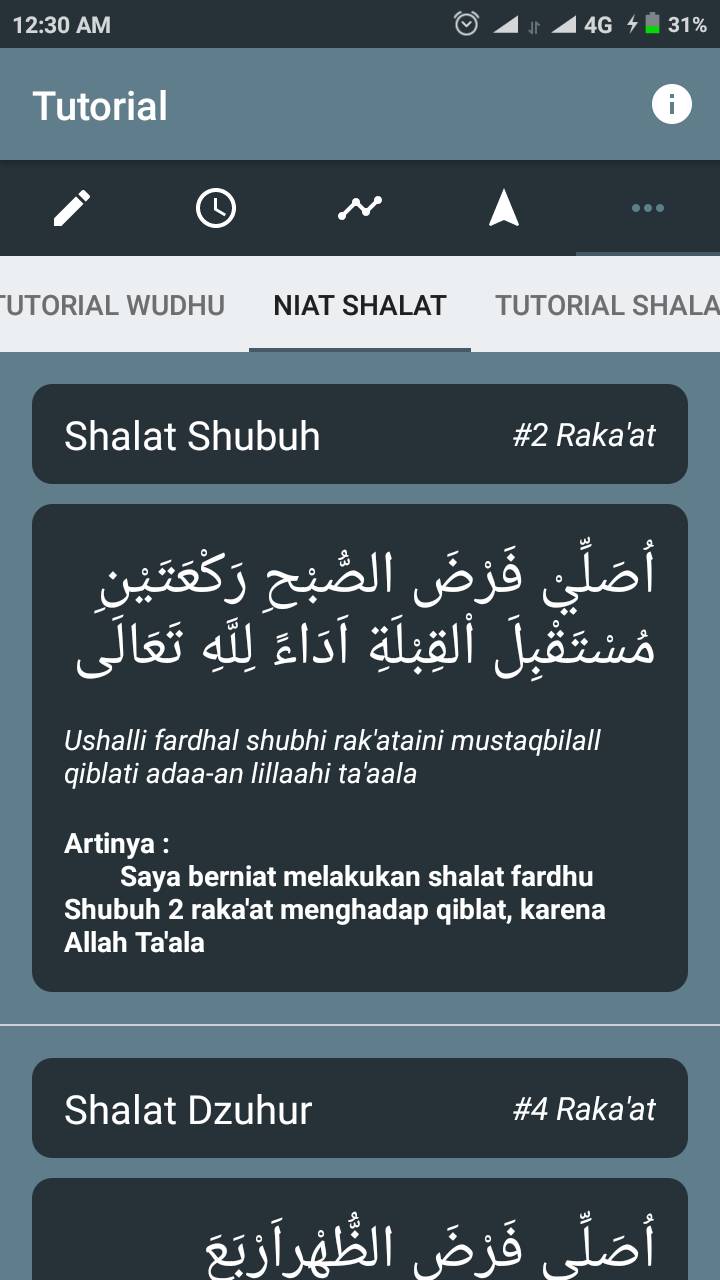 12:30 AM 4G 31%
Tutorial
TUTORIAL WUDHU NIAT SHALAT TUTORIAL SHALA
Shalat Shubuh #2 Raka'at
اُصَلِّيْ فَرْضَ الصُّبْحِ رَكْعَتَيْنِ
مُسْتَقْبِلَ اْلقِبْلَةِ اَدَاءً لِلَّهِ تَعَالَى
Ushalli fardhal shubhi rak'ataini mustaqbilall
qiblati adaa-an lillaahi ta'aala
Artinya :
Saya berniat melakukan shalat fardhu
Shubuh 2 raka'at menghadap qiblat, karena
Allah Ta'ala
Shalat Dzuhur #4 Raka'at
اُصَلِّى فَرْضَ الظُّهْراَرْبَعَ